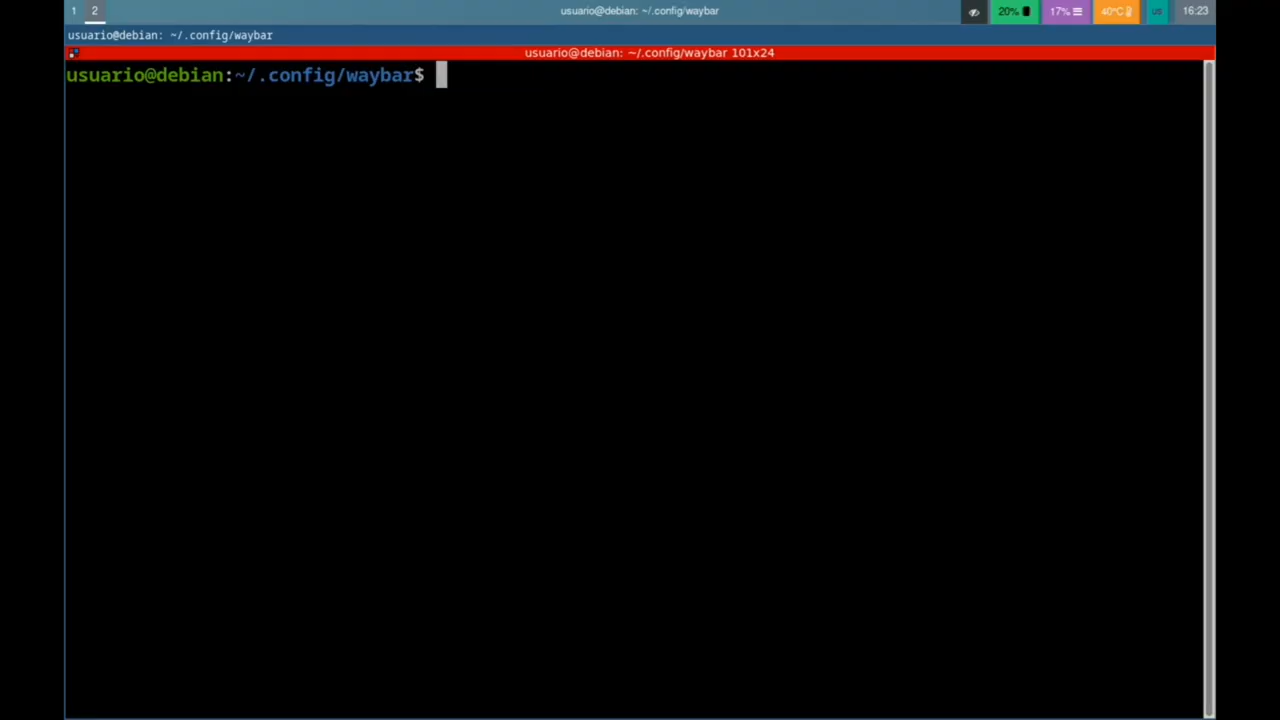 1 2 usuario@debian: ~/.config/waybar 20% 17% 40°C us 16:23
usuario@debian: ~/.config/waybar
usuario@debian: ~/.config/waybar 101x24
usuario@debian:~/.config/waybar$